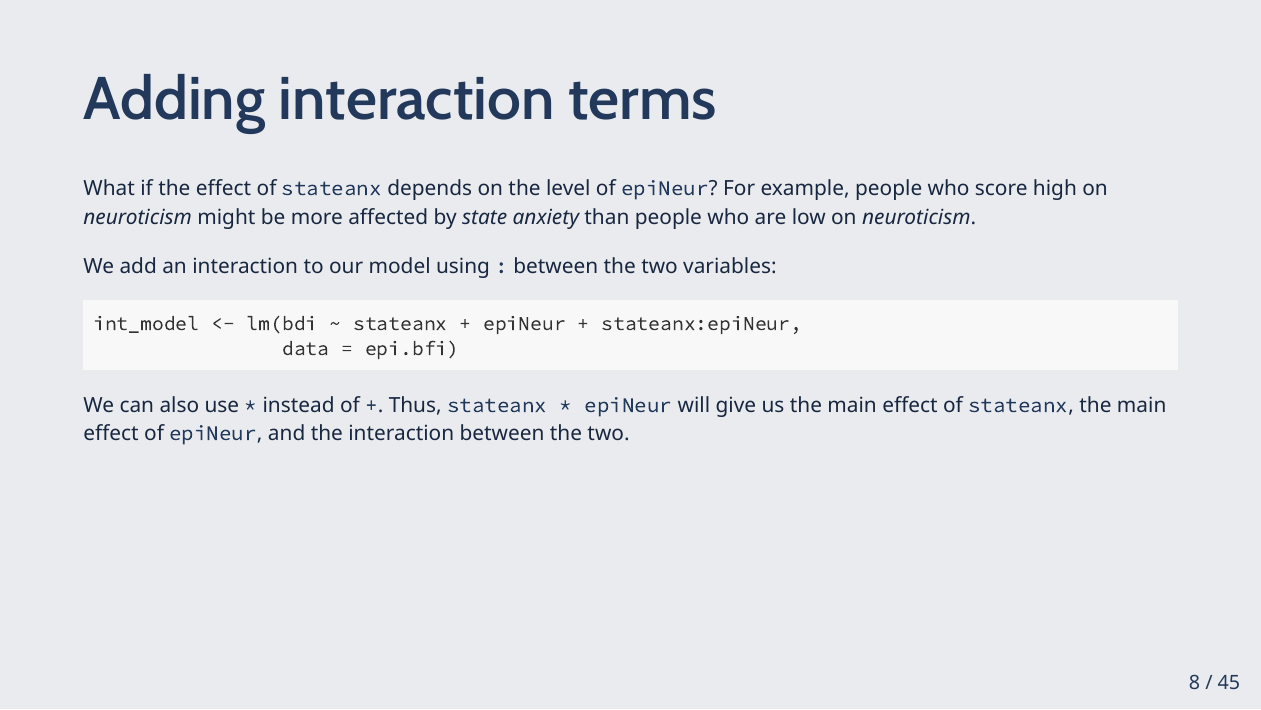 Adding interaction terms
What if the effect of stateanx depends on the level of epiNeur? For example, people who score high on
neuroticism might be more affected by state anxiety than people who are low on neuroticism.
We add an interaction to our model using : between the two variables:
int_model <- lm(bdi ~ stateanx + epiNeur + stateanx:epiNeur,
data = epi.bfi)
We can also use * instead of +. Thus, stateanx * epiNeur will give us the main effect of stateanx, the main
effect of epiNeur, and the interaction between the two.
8 / 45